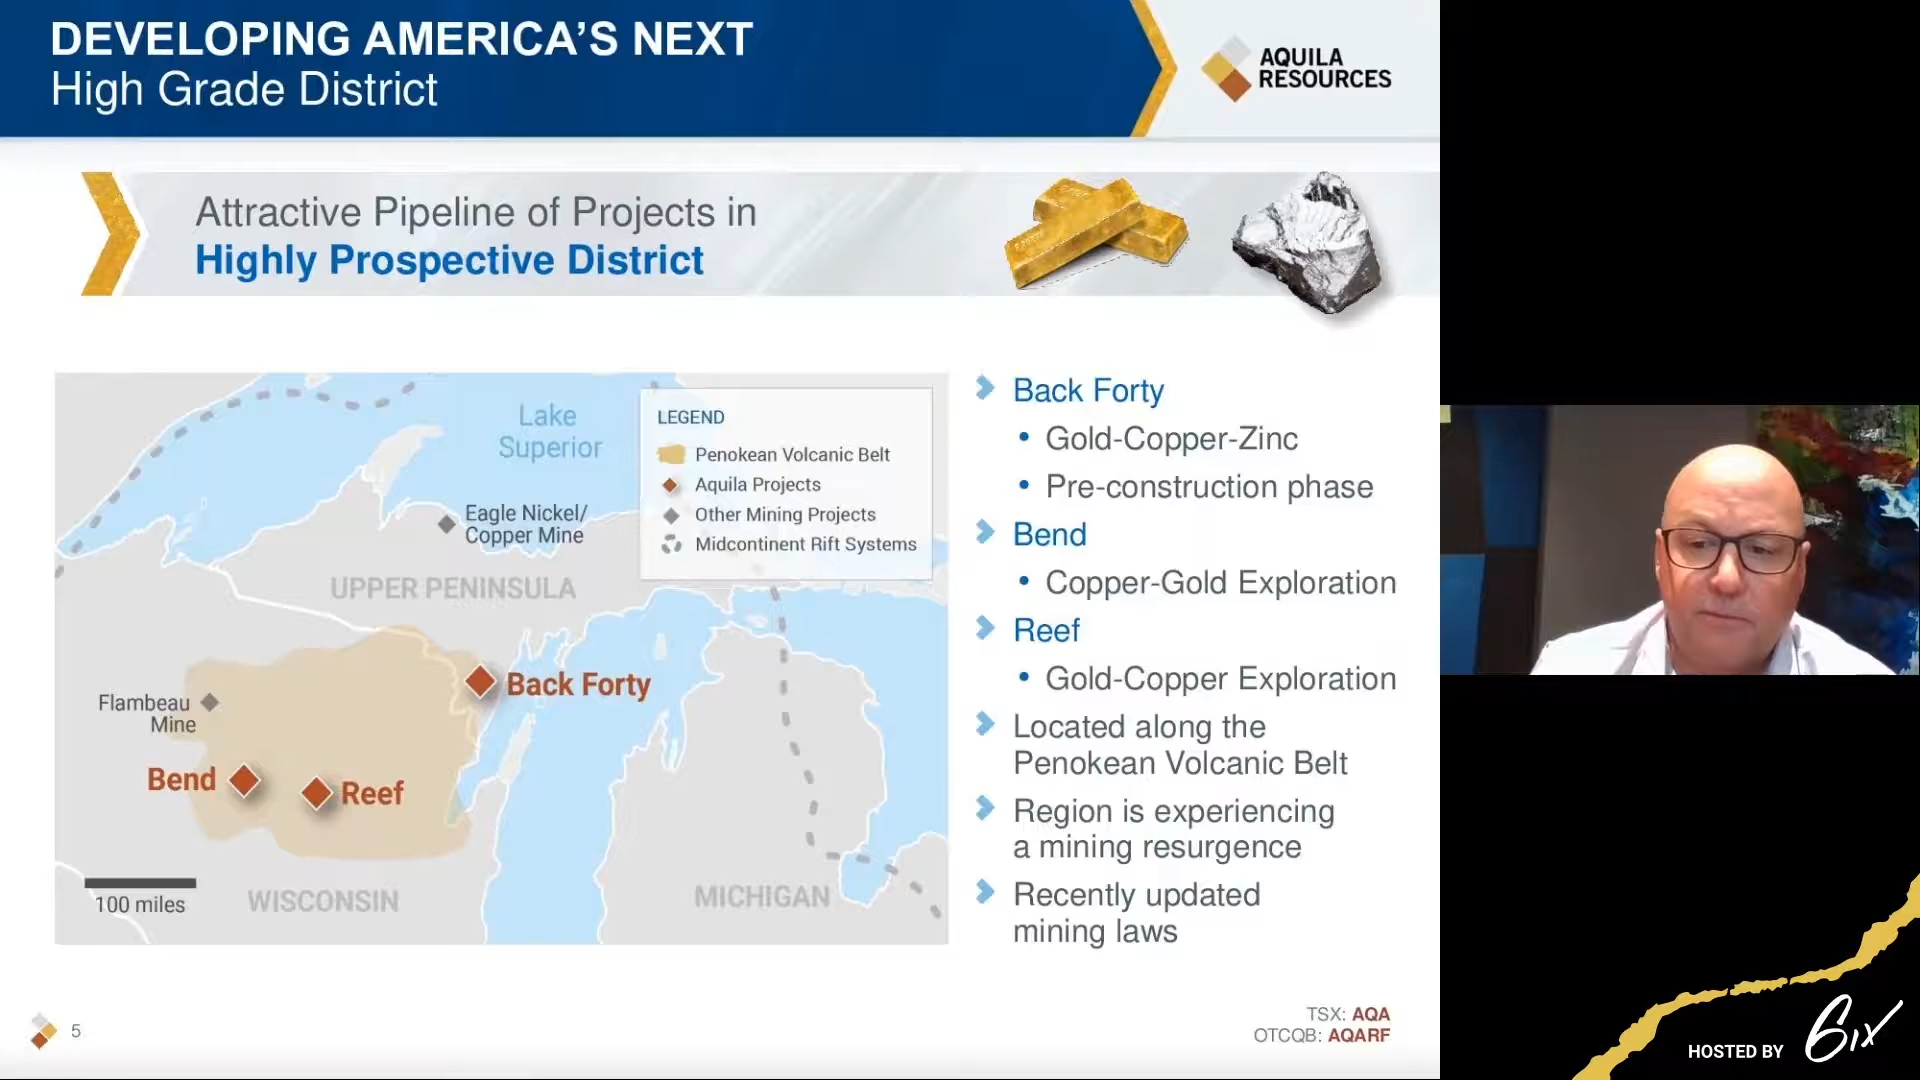 DEVELOPING AMERICA'S NEXT
High Grade District
AQUILA
RESOURCES
Attractive Pipeline of Projects in
Highly Prospective District
Lake
Superior
LEGEND
Penokean Volcanic Belt
Aquila Projects
Other Mining Projects
Midcontinent Rift Systems
Eagle Nickel/
Copper Mine
UPPER PENINSULA
Back Forty
Flambeau
Mine
Bend
Reef
100 miles
WISCONSIN
MICHIGAN
Back Forty
• Gold-Copper-Zinc
• Pre-construction phase
Bend
• Copper-Gold Exploration
Reef
• Gold-Copper Exploration
Located along the
Penokean Volcanic Belt
Region is experiencing
a mining resurgence
Recently updated
mining laws
5
TSX: AQA
OTCQB: AQARF
HOSTED BY 6ix